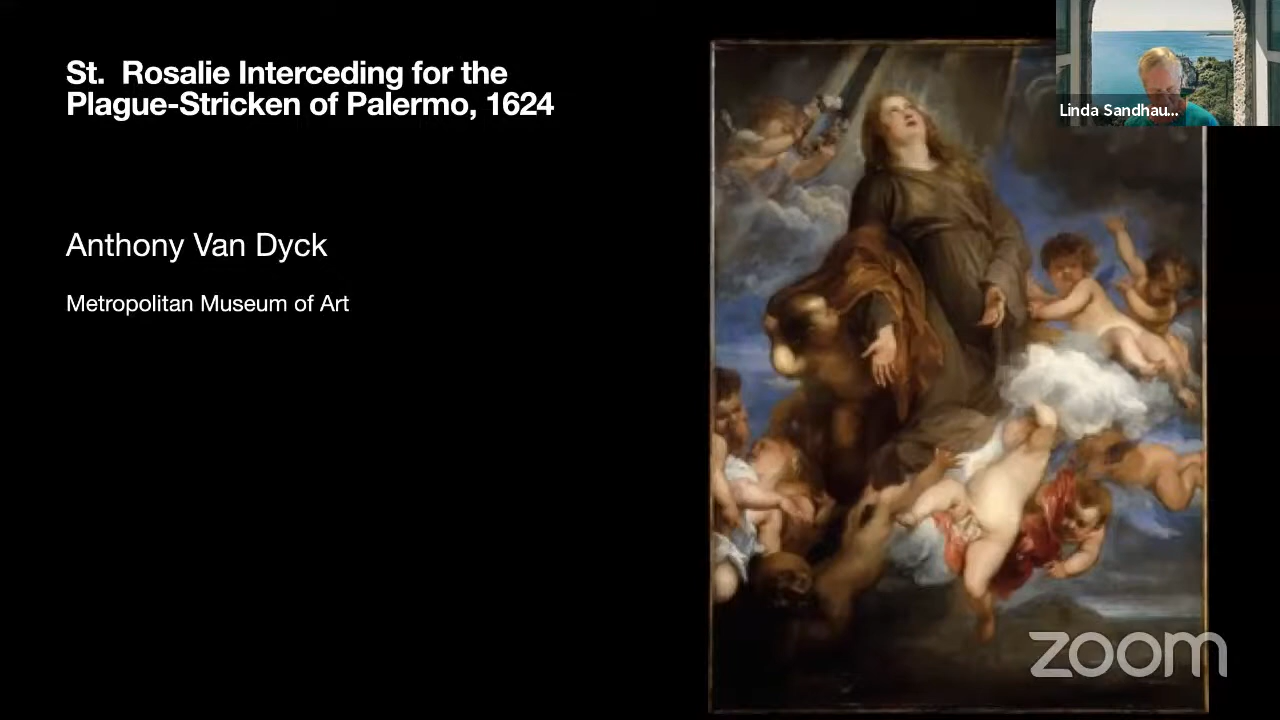 St. Rosalie Interceding for the
Plague-Stricken of Palermo, 1624
Anthony Van Dyck
Metropolitan Museum of Art
Linda Sandhau...
zoom